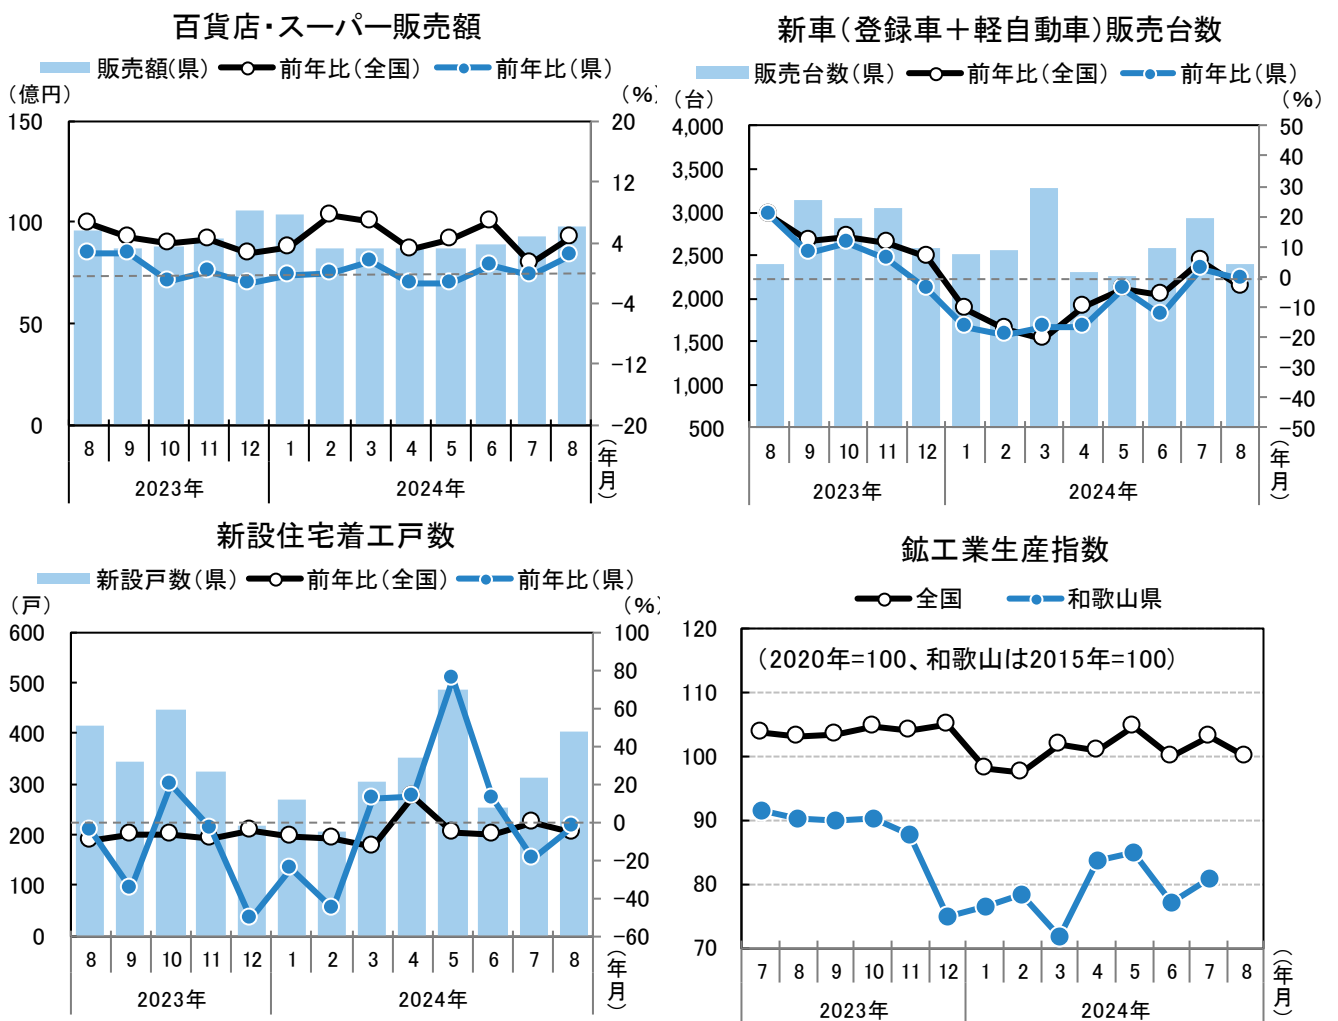 百貨店・スーパー販売額
販売額(県) 前年比(全国) 前年比(県)
(億円) (%)
150 20
12
100 4
50 -4
-12
0 -20
8 9 10 11 12 1 2 3 4 5 6 7 8
2023年 2024年
(年月)
新車(登録車＋軽自動車)販売台数
販売台数(県) 前年比(全国) 前年比(県)
(台) (%)
4,000 50
40
3,500 30
3,000 20
10
2,500 0
2,000 -10
1,500 -20
1,000 -30
-40
500 -50
8 9 10 11 12 1 2 3 4 5 6 7 8
2023年 2024年
(年月)
新設住宅着工戸数
新設戸数(県) 前年比(全国) 前年比(県)
(戸) (%)
600 100
500 80
400 60
40
300 20
200 0
-20
100 -40
0 -60
8 9 10 11 12 1 2 3 4 5 6 7 8
2023年 2024年
(年月)
鉱工業生産指数
全国 和歌山県
120
(2020年=100、和歌山は2015年=100)
110
100
90
80
70
7 8 9 10 11 12 1 2 3 4 5 6 7 8
2023年 2024年
((年月)